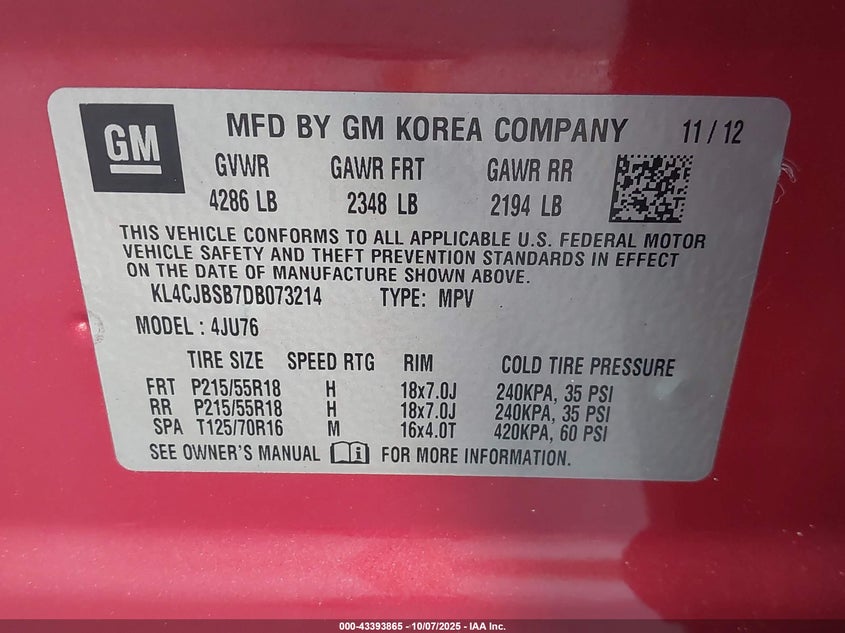 GM
MFD BY GM KOREA COMPANY 11/12
GVWR GAWR FRT GAWR RR
4286 LB 2348 LB 2194 LB
THIS VEHICLE CONFORMS TO ALL APPLICABLE U.S. FEDERAL MOTOR
VEHICLE SAFETY AND THEFT PREVENTION STANDARDS IN EFFECT
ON THE DATE OF MANUFACTURE SHOWN ABOVE.
KL4CJBSB7DB073214 TYPE: MPV
MODEL : 4JU76
TIRE SIZE SPEED RTG RIM COLD TIRE PRESSURE
FRT P215/55R18 H 18x7.0J 240KPA, 35 PSI
RR P215/55R18 H 18x7.0J 240KPA, 35 PSI
SPA T125/70R16 M 16x4.0T 420KPA, 60 PSI
SEE OWNER'S MANUAL FOR MORE INFORMATION.
000-43393865 - 10/07/2025 - IAA Inc.